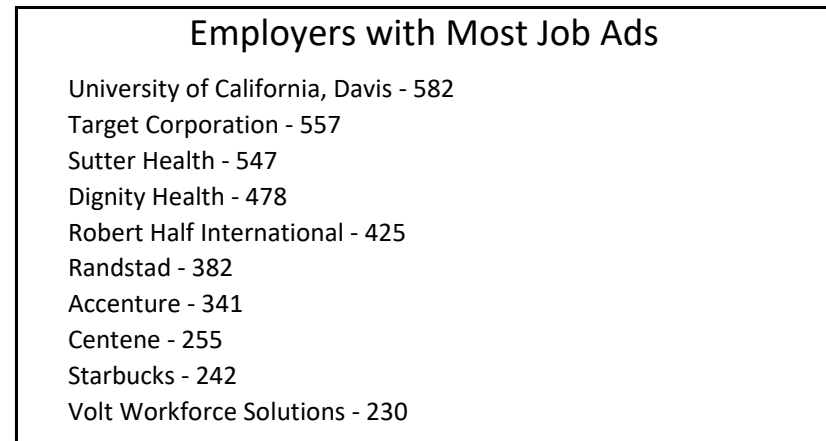 Employers with Most Job Ads
University of California, Davis - 582
Target Corporation - 557
Sutter Health - 547
Dignity Health - 478
Robert Half International - 425
Randstad - 382
Accenture - 341
Centene - 255
Starbucks - 242
Volt Workforce Solutions - 230